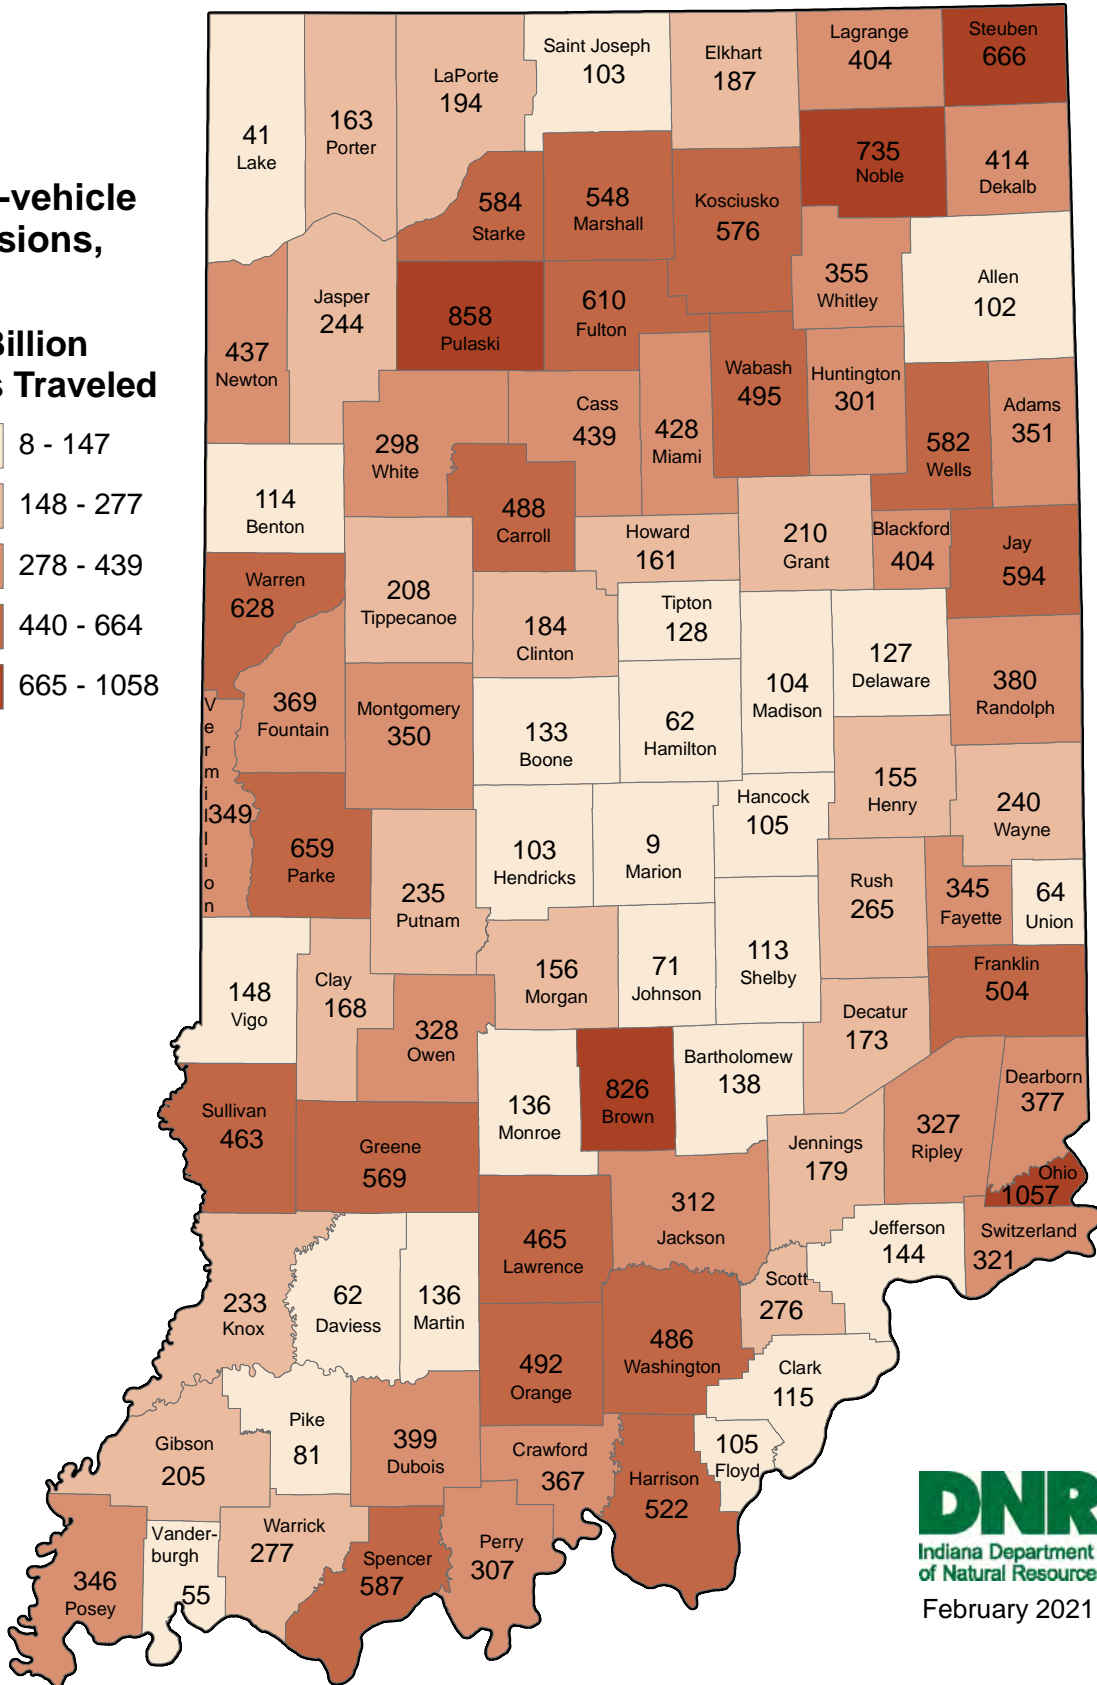 -vehicle
sions,
Billion
s Traveled
8 - 147
148 - 277
278 - 439
440 - 664
665 - 1058
41
Lake
163
Porter
LaPorte
194
Saint Joseph
103
Elkhart
187
Lagrange
404
Steuben
666
584
Starke
548
Marshall
Kosciusko
576
735
Noble
414
Dekalb
437
Newton
Jasper
244
858
Pulaski
610
Fulton
355
Whitley
Allen
102
298
White
Cass
439
428
Miami
Wabash
495
Huntington
301
582
Wells
Adams
351
114
Benton
488
Carroll
Howard
161
210
Grant
Blackford
404
Jay
594
Warren
628
208
Tippecanoe
184
Clinton
Tipton
128
104
Madison
127
Delaware
380
Randolph
369
Fountain
Montgomery
350
133
Boone
62
Hamilton
155
Henry
240
Wayne
Vermillion
349
659
Parke
235
Putnam
103
Hendricks
9
Marion
Hancock
105
Rush
265
345
Fayette
64
Union
148
Vigo
Clay
168
328
Owen
156
Morgan
71
Johnson
113
Shelby
Decatur
173
Franklin
504
Sullivan
463
Greene
569
136
Monroe
826
Brown
Bartholomew
138
Jennings
179
327
Ripley
Dearborn
377
Ohio
1057
233
Knox
62
Daviess
136
Martin
465
Lawrence
312
Jackson
Scott
276
Jefferson
144
Switzerland
321
492
Orange
486
Washington
Clark
115
Gibson
205
Pike
81
399
Dubois
Crawford
367
Harrison
522
105
Floyd
346
Posey
Vander-
burgh
55
Warrick
277
Spencer
587
Perry
307
DNR
Indiana Department
of Natural Resource
February 2021